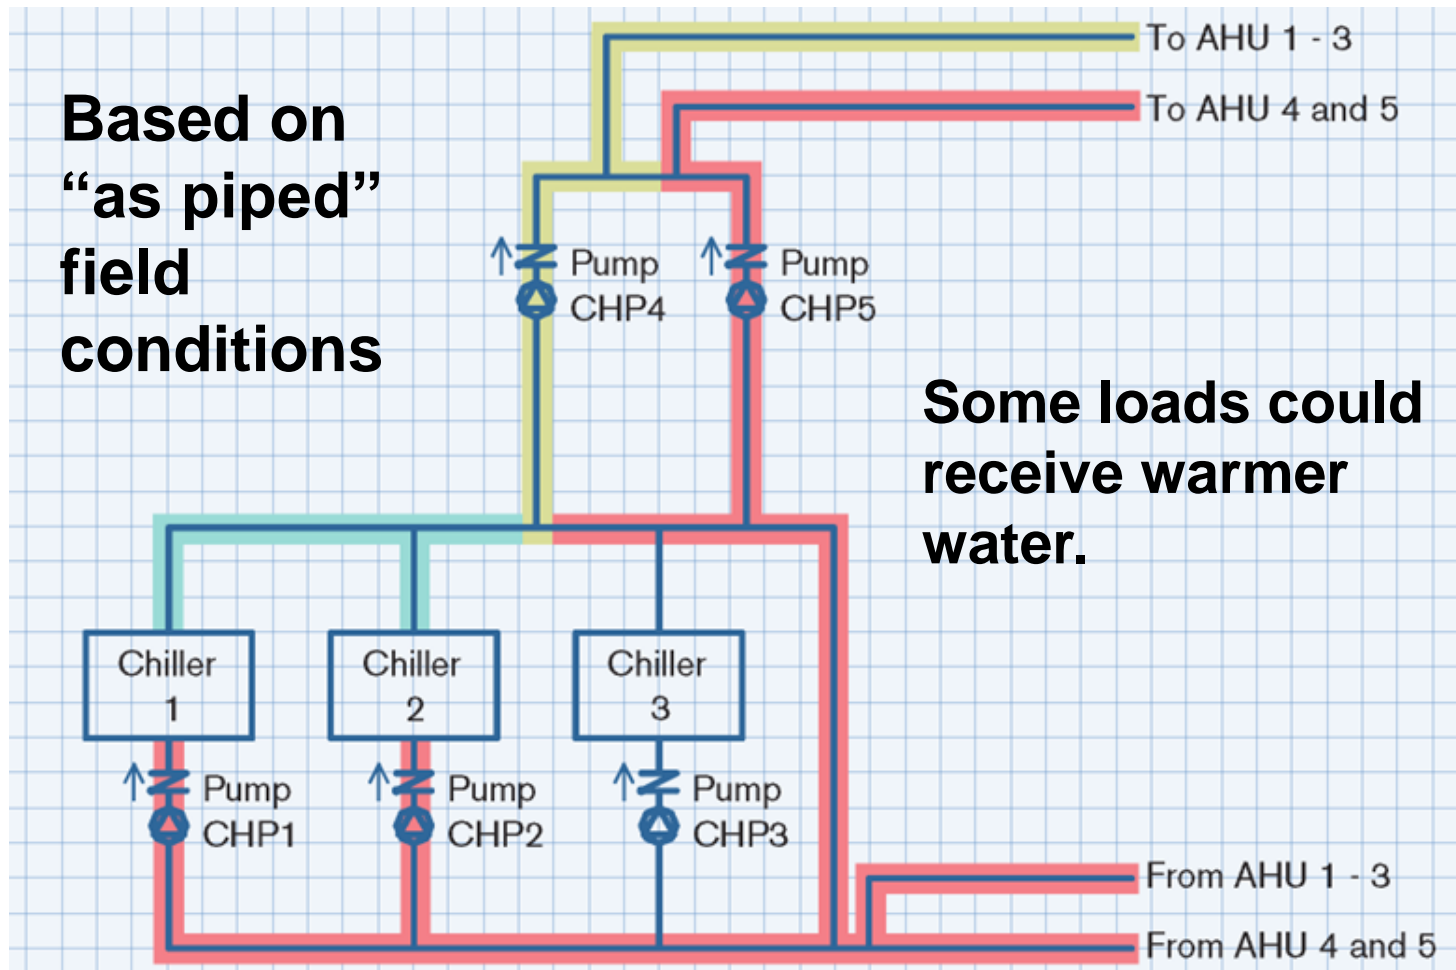 To AHU 1 - 3
To AHU 4 and 5
Based on
“as piped”
field
conditions
Pump
CHP4
Pump
CHP5
Some loads could
receive warmer
water.
Chiller
1
Chiller
2
Chiller
3
Pump
CHP1
Pump
CHP2
Pump
CHP3
From AHU 1 - 3
From AHU 4 and 5